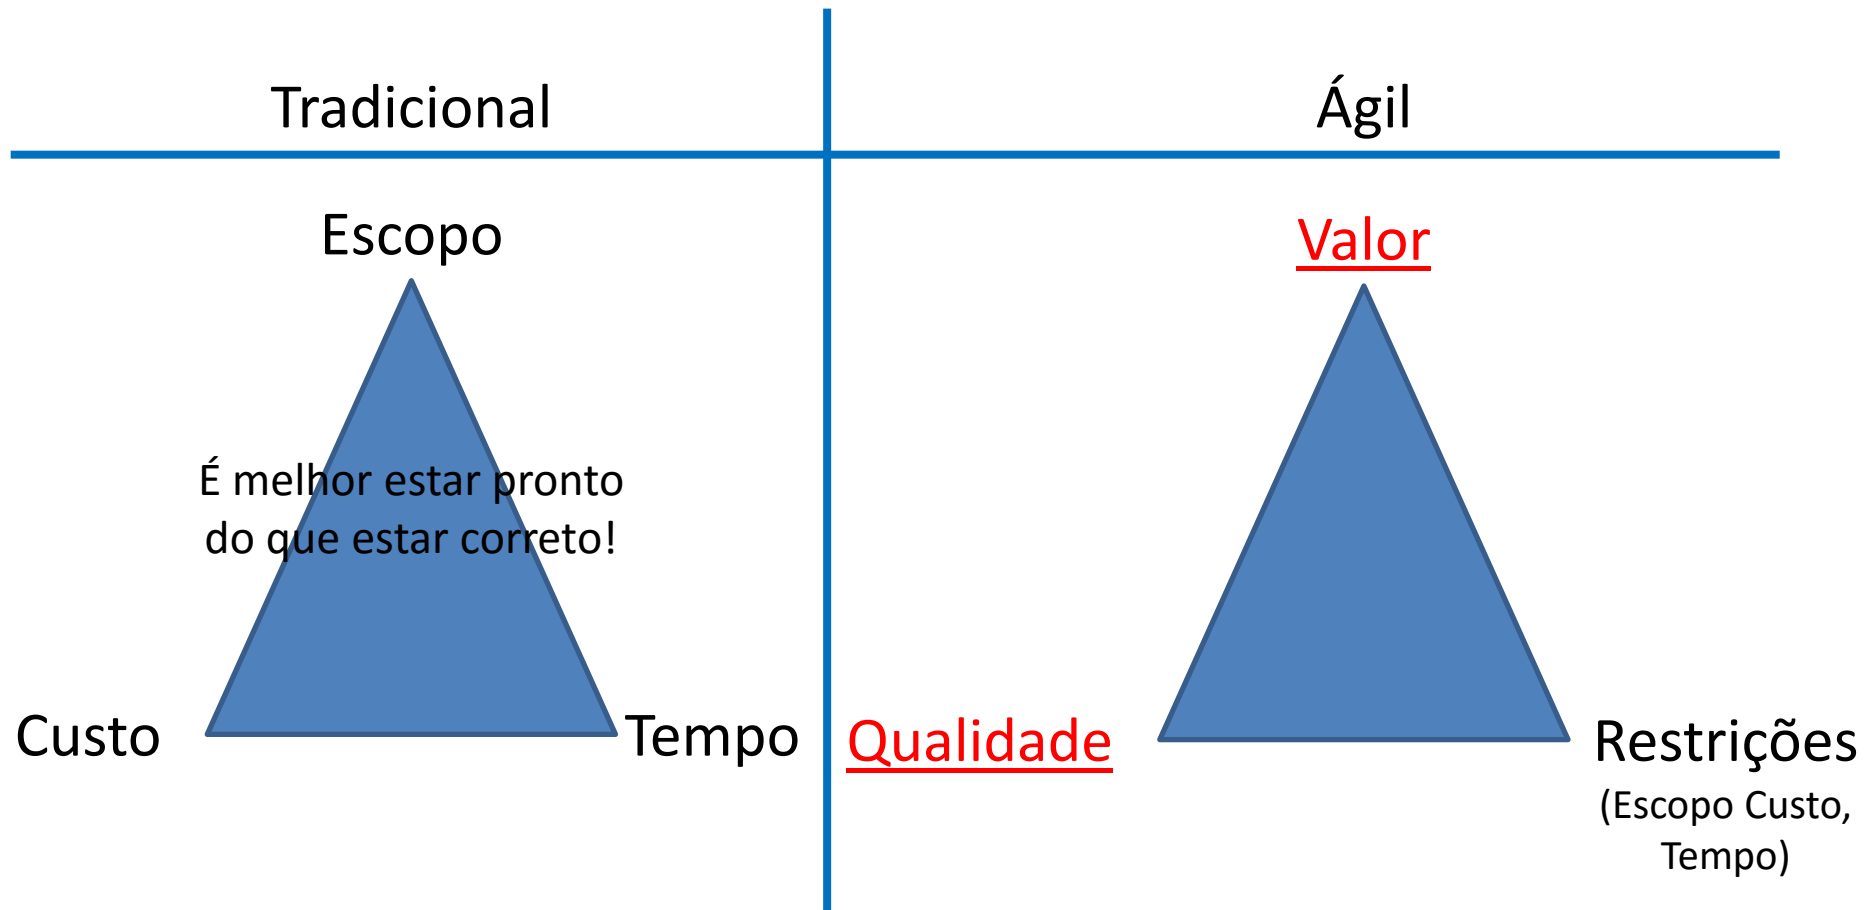 Tradicional
Ágil
Escopo
Valor
É melhor estar pronto
do que estar correto!
Custo
Tempo
Qualidade
Restrições
(Escopo Custo,
Tempo)